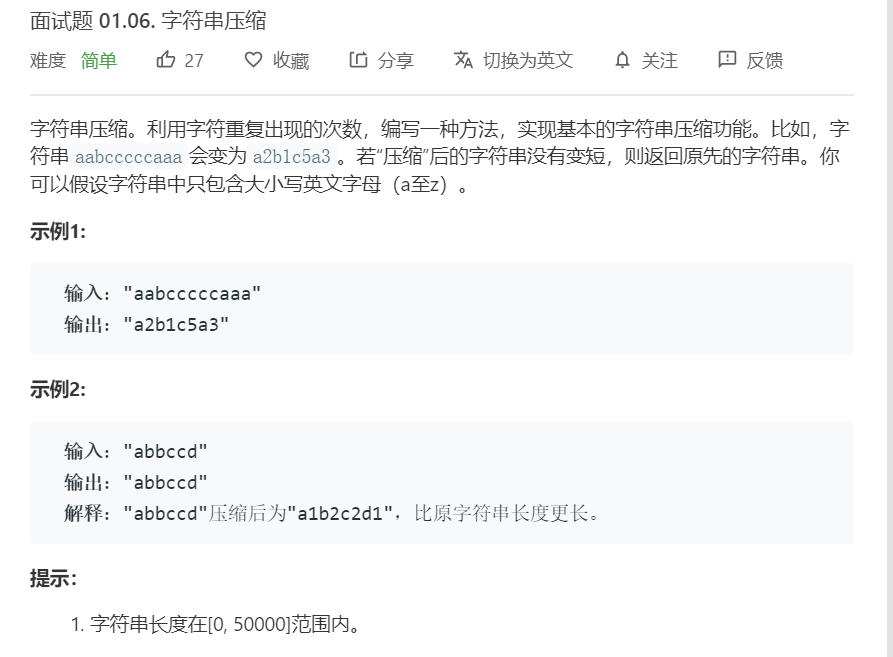 面试题 01.06. 字符串压缩
难度 简单 27 收藏 分享 切换为英文 关注 反馈
字符串压缩。利用字符重复出现的次数，编写一种方法，实现基本的字符串压缩功能。比如，字
符串 aabcccccaaa 会变为 a2b1c5a3 。若“压缩”后的字符串没有变短，则返回原先的字符串。你
可以假设字符串中只包含大小写英文字母（a至z）。
示例1:
输入："aabcccccaaa"
输出："a2b1c5a3"
示例2:
输入："abbccd"
输出："abbccd"
解释："abbccd"压缩后为"a1b2c2d1"，比原字符串长度更长。
提示：
1. 字符串长度在[0, 50000]范围内。